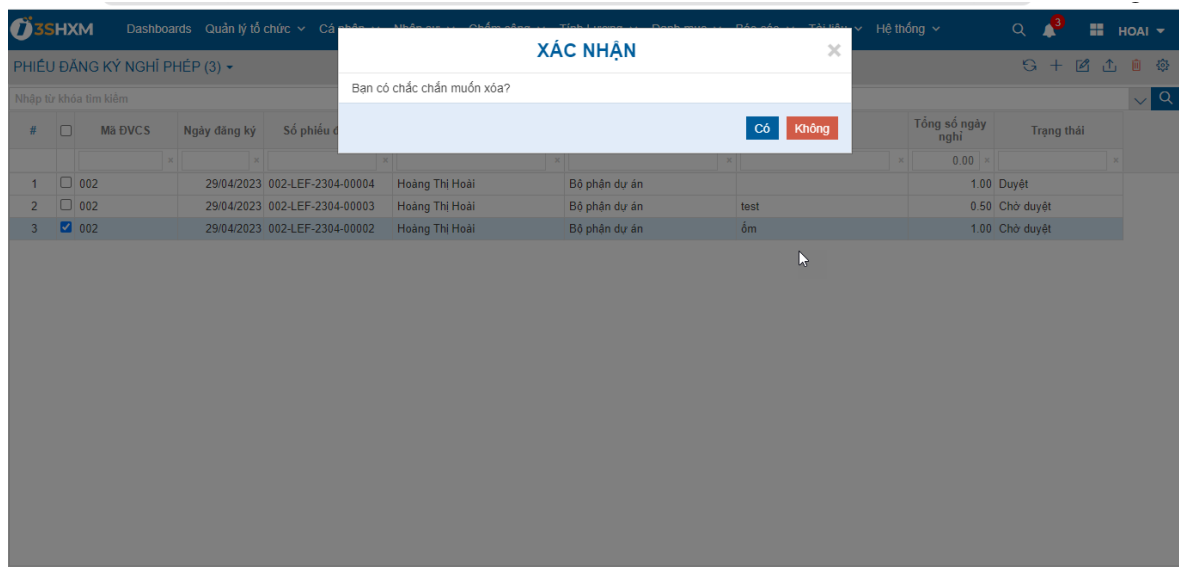 3SHXM Dashboards Quản lý tổ chức Hệ thống 3 HOAI
XÁC NHẬN
PHIẾU ĐĂNG KÝ NGHỈ PHÉP (3)
Bạn có chắc chắn muốn xóa?
Nhập từ khóa tìm kiếm
Có Không
# Mã ĐVCS Ngày đăng ký Số phiếu Tổng số ngày nghỉ Trạng thái
0.00
1 002 29/04/2023 002-LEF-2304-00004 Hoàng Thị Hoài Bộ phận dự án 1.00 Duyệt
2 002 29/04/2023 002-LEF-2304-00003 Hoàng Thị Hoài Bộ phận dự án test 0.50 Chờ duyệt
3 002 29/04/2023 002-LEF-2304-00002 Hoàng Thị Hoài Bộ phận dự án ốm 1.00 Chờ duyệt